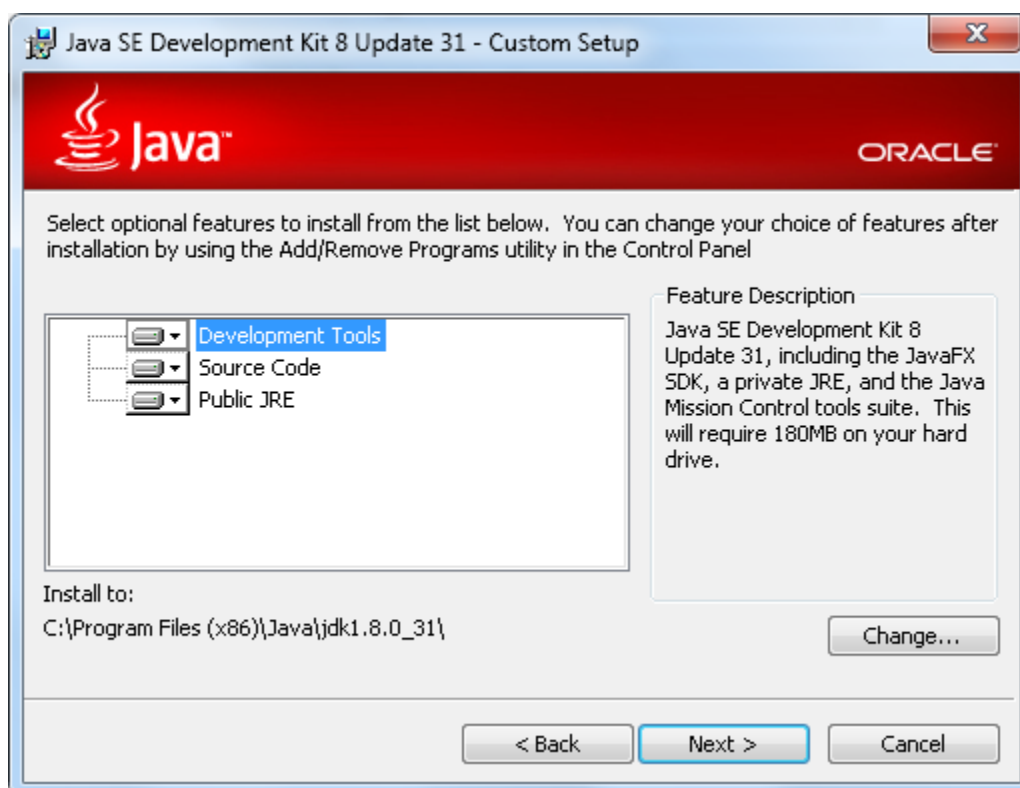 Java SE Development Kit 8 Update 31 - Custom Setup
Java™
ORACLE
Select optional features to install from the list below.  You can change your choice of features after
installation by using the Add/Remove Programs utility in the Control Panel
Development Tools
Source Code
Public JRE
Feature Description
Java SE Development Kit 8
Update 31, including the JavaFX
SDK, a private JRE, and the Java
Mission Control tools suite.  This
will require 180MB on your hard
drive.
Install to:
C:\Program Files (x86)\Java\jdk1.8.0_31\
Change...
< Back
Next >
Cancel